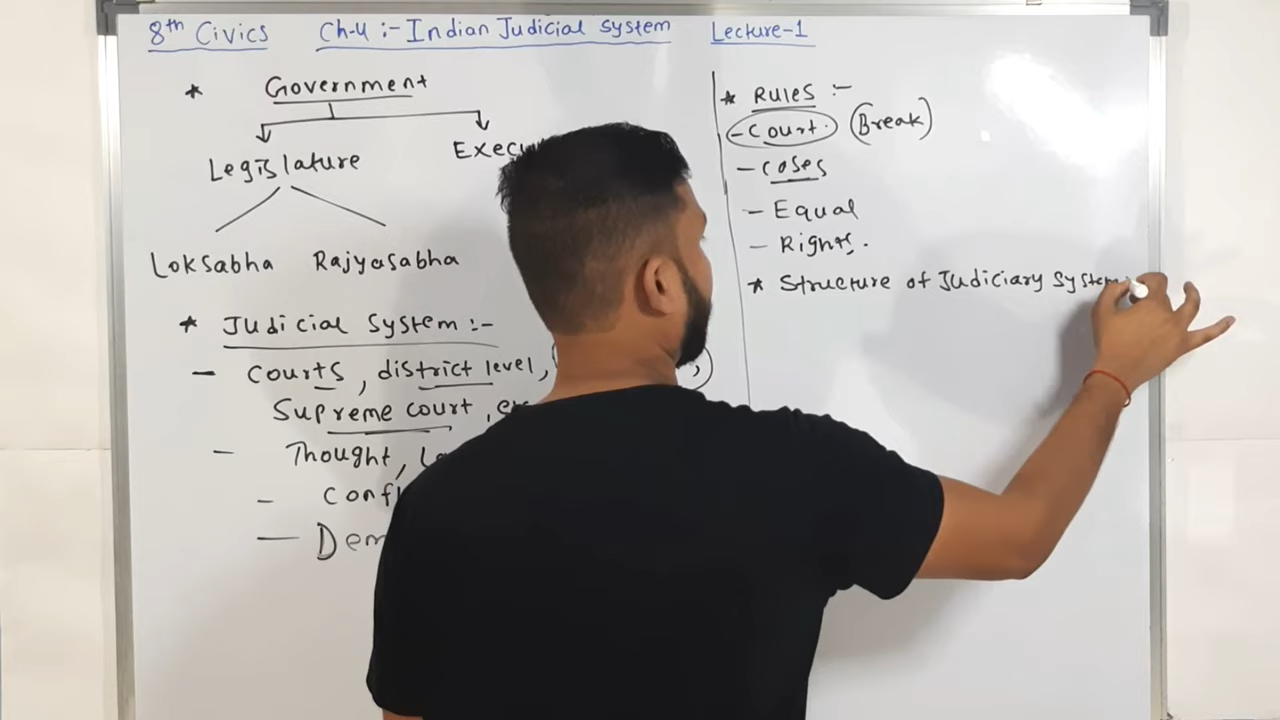 8th Civics Ch-4 :- Indian Judicial System Lecture-1
* Government
Legislature
Loksabha Rajyasabha
* Judicial System :-
- Courts, district level,
Supreme court,
- Thought,
-
- 
* Rules :-
- Court. (Break)
- Cases
- Equal
- Rights.
* Structure of Judiciary System